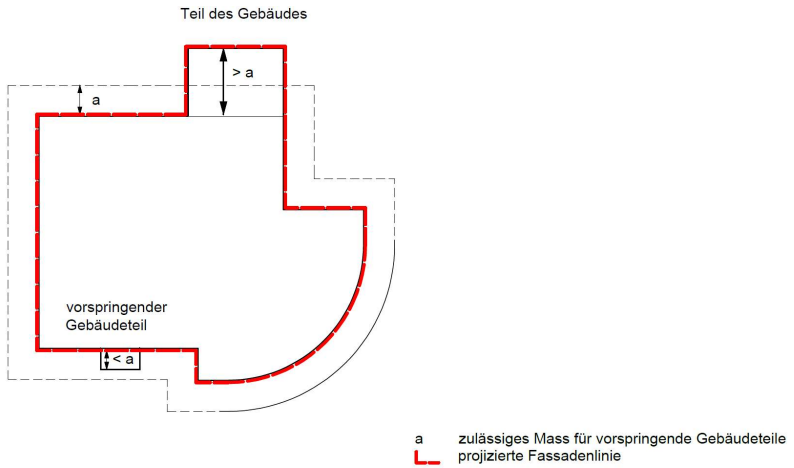 Teil des Gebäudes
> a
a
vorspringender
Gebäudeteil
< a
a zulässiges Mass für vorspringende Gebäudeteile
projizierte Fassadenlinie